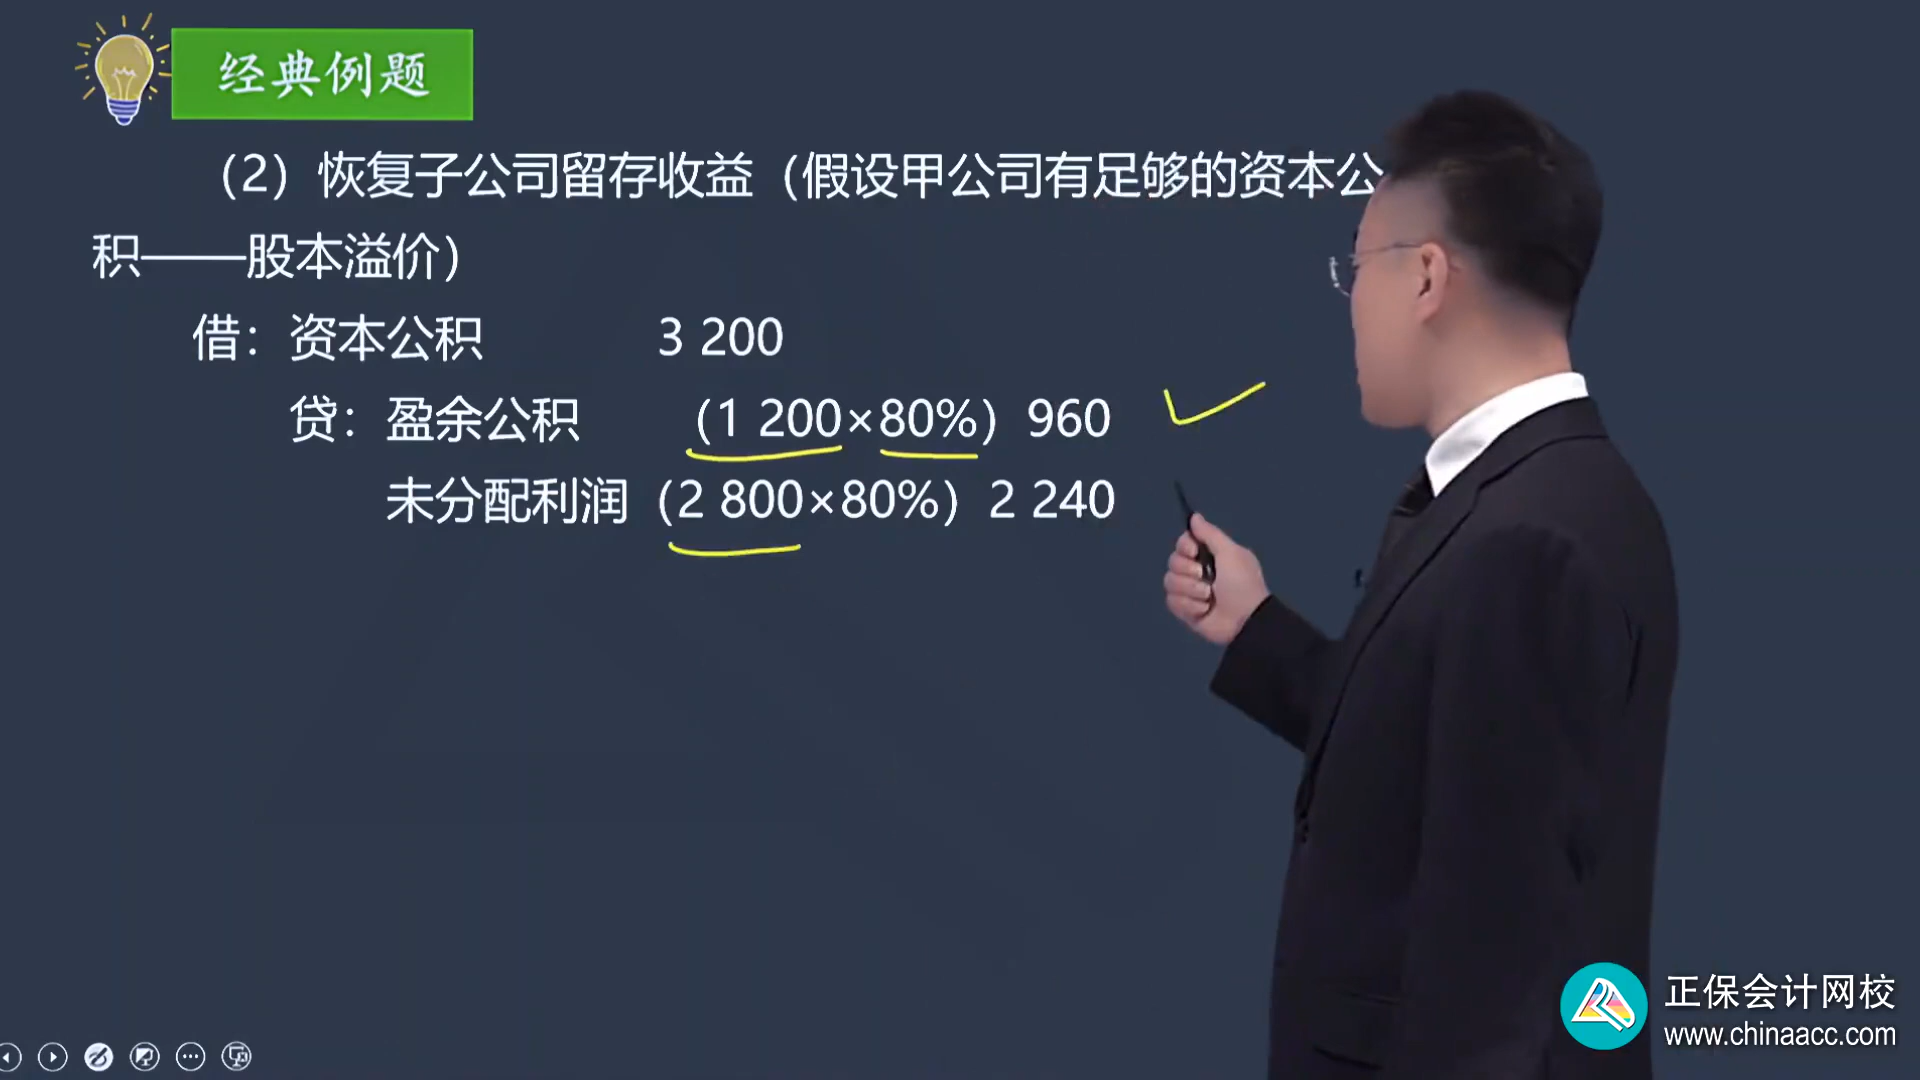 经典例题
（2）恢复子公司留存收益（假设甲公司有足够的资本公
积——股本溢价）
借：资本公积 3 200
贷：盈余公积 （1 200×80%）960
未分配利润（2 800×80%）2 240
正保会计网校
www.chinaacc.com